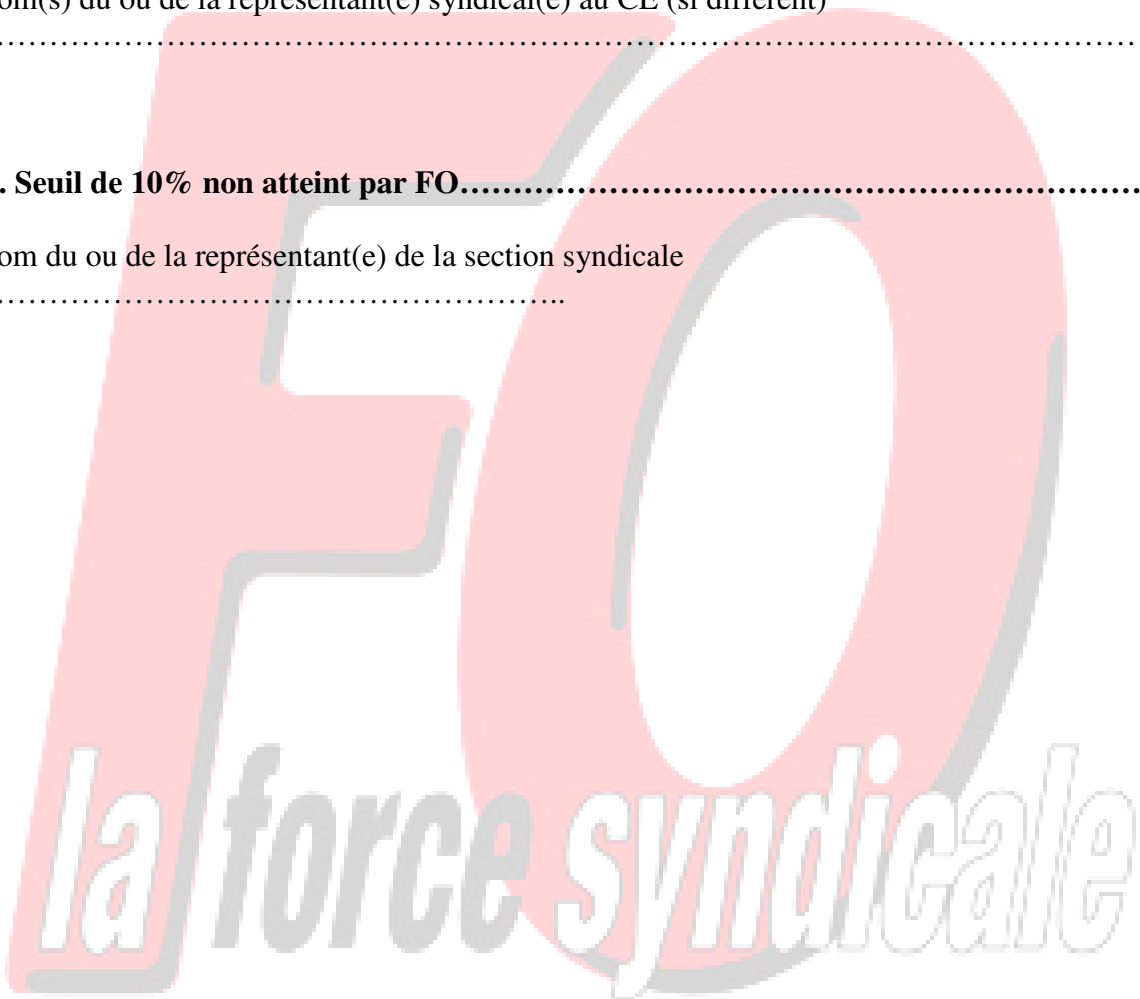 om(s) du ou de la représentant(e) syndical(e) au CE (si différent)
……………………………………………………………………………………………
. Seuil de 10% non atteint par FO……………………………………………………………
om du ou de la représentant(e) de la section syndicale
………………………………………………..
FO
la force syndicale